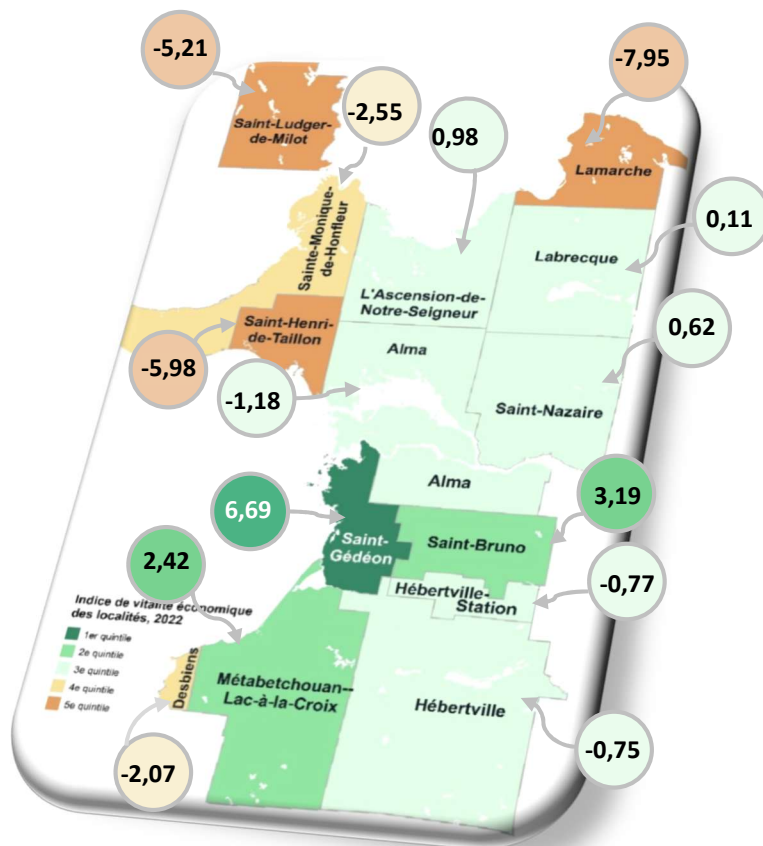 -5,21
-7,95
-2,55
0,98
Saint-Ludger-
de-Milot
Lamarche
Sainte-Monique-
de-Honfleur
0,11
Labrecque
L'Ascension-de-
Notre-Seigneur
Saint-Henri-
de-Taillon
0,62
Alma
-5,98
-1,18
Saint-Nazaire
Alma
3,19
6,69
Saint-
Gédéon
Saint-Bruno
2,42
-0,77
Hébertville-
Station
Indice de vitalité économique
des localités, 2022
1er quintile
2e quintile
3e quintile
4e quintile
5e quintile
Desbiens
Métabetchouan--
Lac-à-la-Croix
Hébertville
-0,75
-2,07